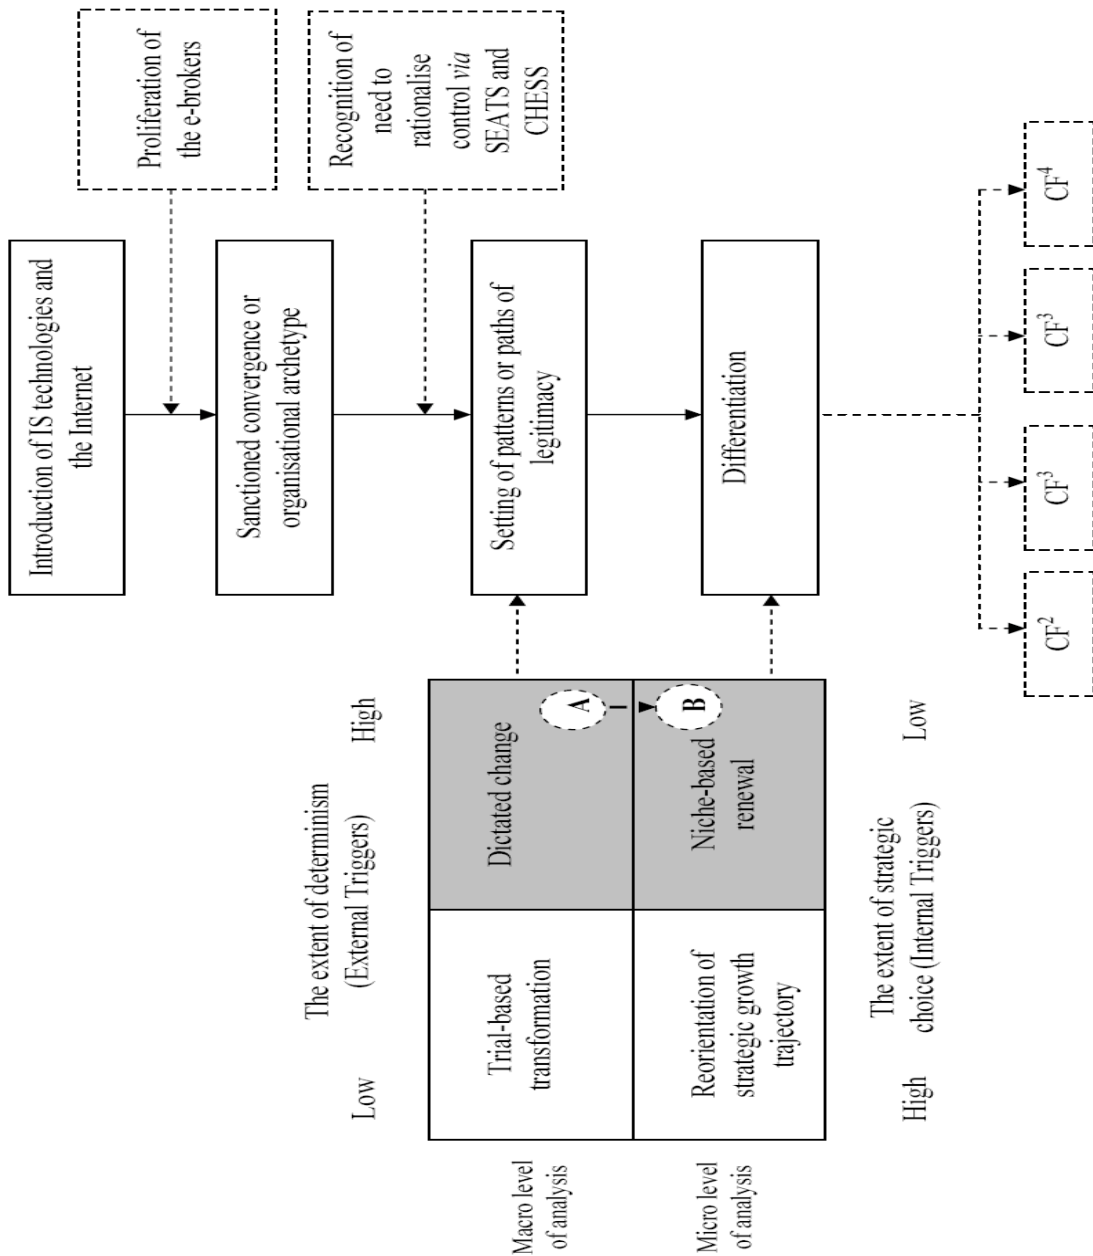 Introduction of IS technologies and
the Internet
Proliferation of
the e-brokers
Sanctioned convergence or
organisational archetype
Recognition of
need to
rationalise
control via
SEATS and
CHESS
Setting of patterns or paths of
legitimacy
Differentiation
CF²
CF³
CF³
CF⁴
The extent of determinism
(External Triggers)
Low
High
Macro level
of analysis
Trial-based
transformation
Dictated change
A
Micro level
of analysis
Reorientation of
strategic growth
trajectory
Niche-based
renewal
B
High
The extent of strategic
choice (Internal Triggers)
Low